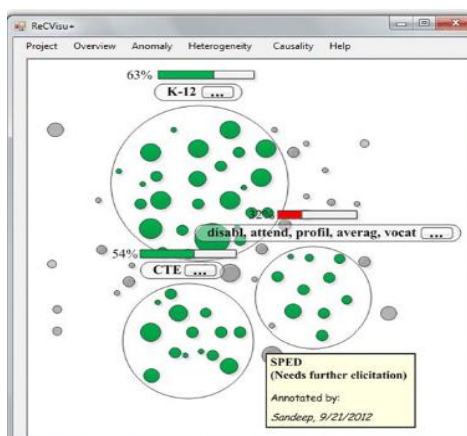 ReCVisu+
Project Overview Anomaly Heterogeneity Causality Help
63%
K-12 ...
32%
disabl, attend, profil, averag, vocat ...
54%
CTE ...
SPED
(Needs further elicitation)
Annotated by:
Sandeep, 9/21/2012